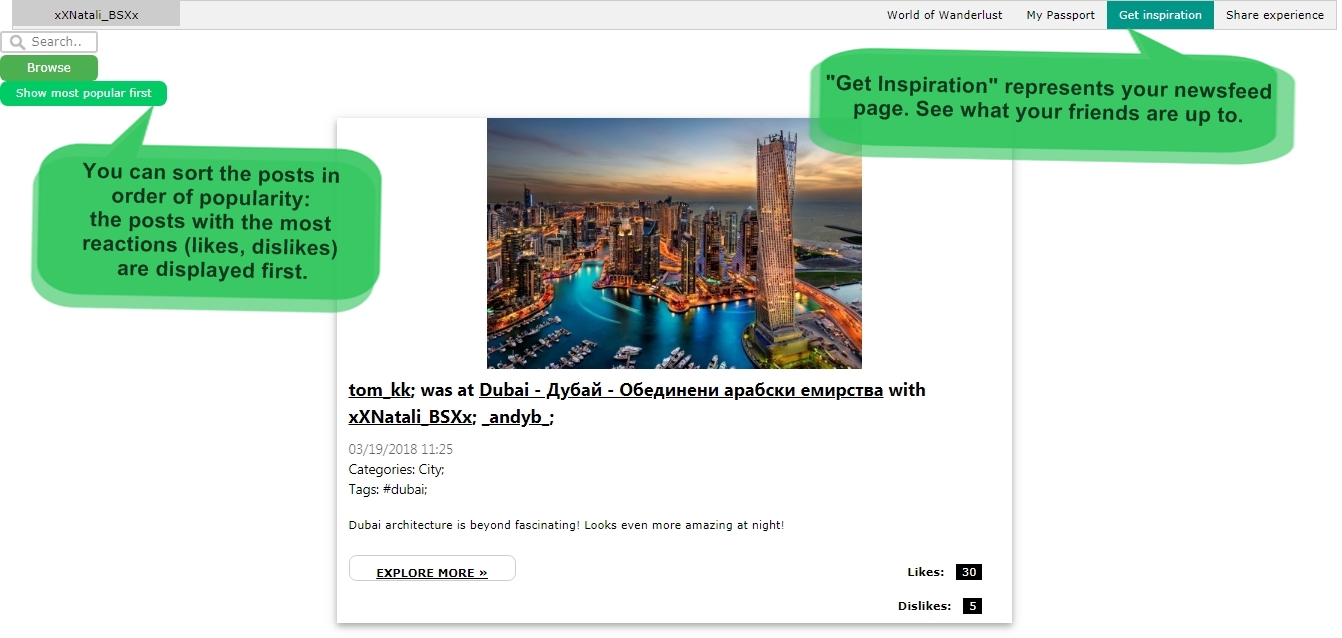 xXNatali_BSXx
World of Wanderlust
My Passport
Get inspiration
Share experience
Search..
Browse
Show most popular first
"Get Inspiration" represents your newsfeed
page. See what your friends are up to.
You can sort the posts in
order of popularity:
the posts with the most
reactions (likes, dislikes)
are displayed first.
tom_kk; was at Dubai - Дубай - Обединени арабски емирства with
xXNatali_BSXx; _andyb_;
03/19/2018 11:25
Categories: City;
Tags: #dubai;
Dubai architecture is beyond fascinating! Looks even more amazing at night!
EXPLORE MORE »
Likes: 30
Dislikes: 5